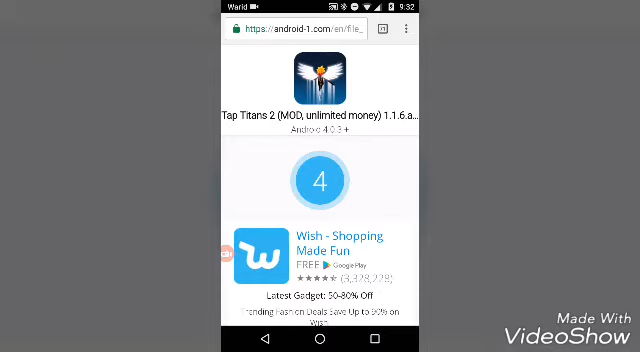 Warid 9:32
https://android-1.com/en/file_
Tap Titans 2 (MOD, unlimited money) 1.1.6.a...
Android 4.0.3 +
4
Wish - Shopping
Made Fun
FREE Google Play
(3,328,228)
Latest Gadget: 50-80% Off
Trending Fashion Deals Save Up to 90% on
Wish.
Made With
VideoShow